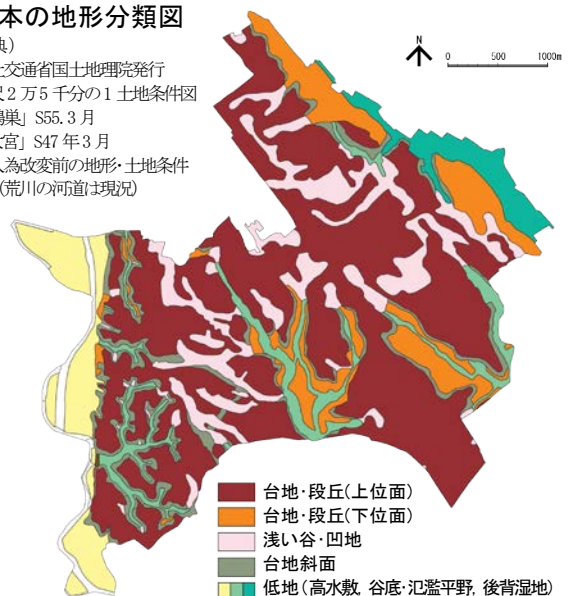 本の地形分類図
典)
土交通省国土地理院発行
尺2万5千分の1土地条件図
鴻巣」S55.3月
大宮」S47年3月
人為改変前の地形・土地条件
(荒川の河道は現況)
N
0 500 1000m
台地・段丘(上位面)
台地・段丘(下位面)
浅い谷・凹地
台地斜面
低地(高水敷, 谷底・氾濫平野, 後背湿地)